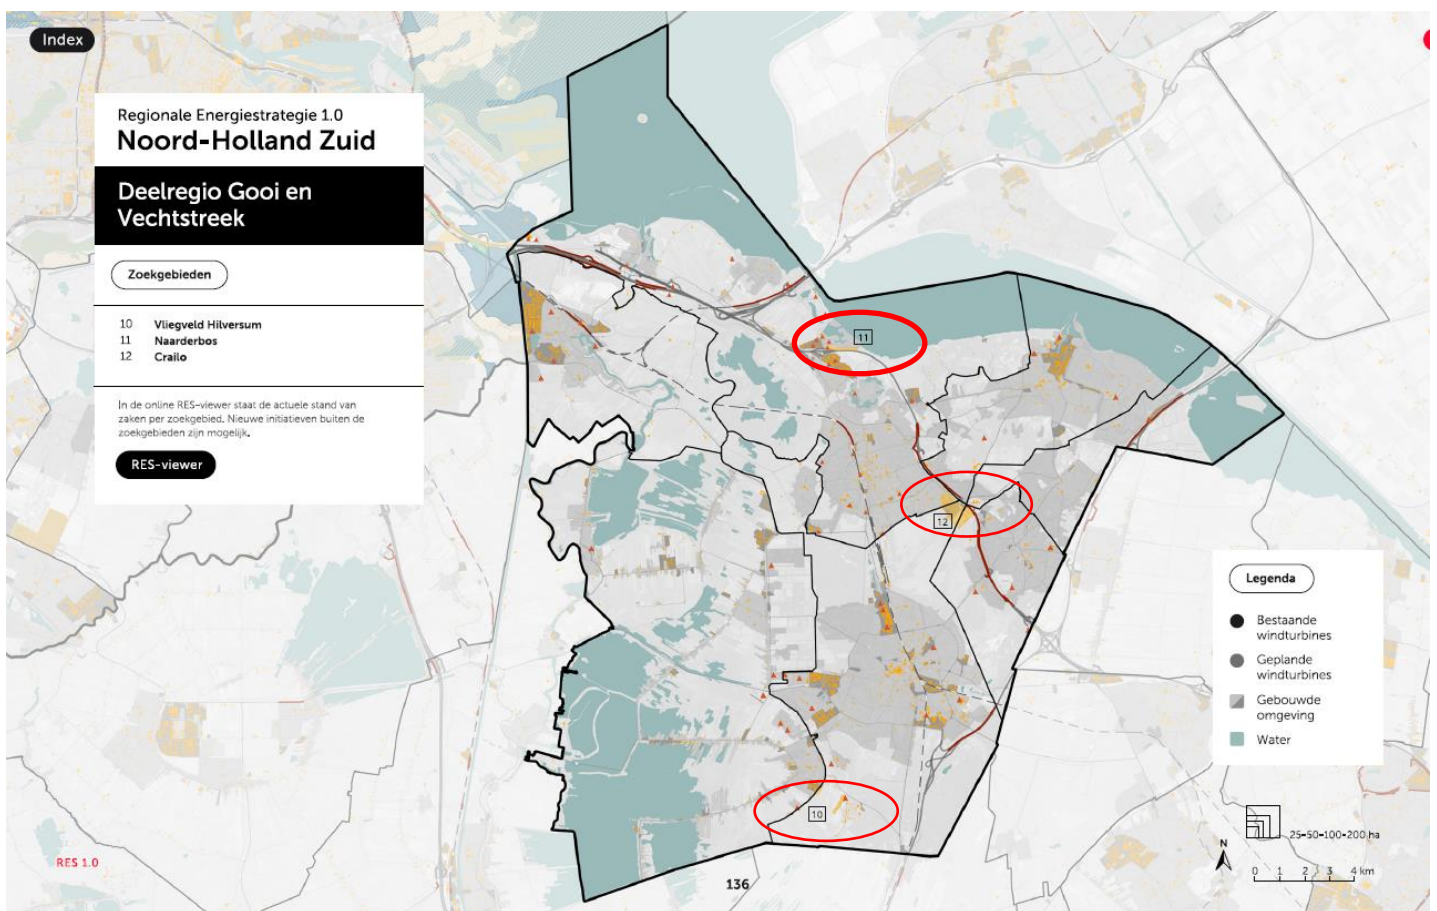 Index
Regionale Energiestrategie 1.0
Noord-Holland Zuid
Deelregio Gooi en
Vechtstreek
Zoekgebieden
10 Vliegveld Hilversum
11 Naarderbos
12 Crailo
In de online RES-viewer staat de actuele stand van
zaken per zoekgebied. Nieuwe initiatieven buiten de
zoekgebieden zijn mogelijk.
RES-viewer
11
12
10
Legenda
Bestaande
windturbines
Geplande
windturbines
Gebouwde
omgeving
Water
25-50-100-200 ha
N
0 1 2 3 4 km
RES 1.0
136